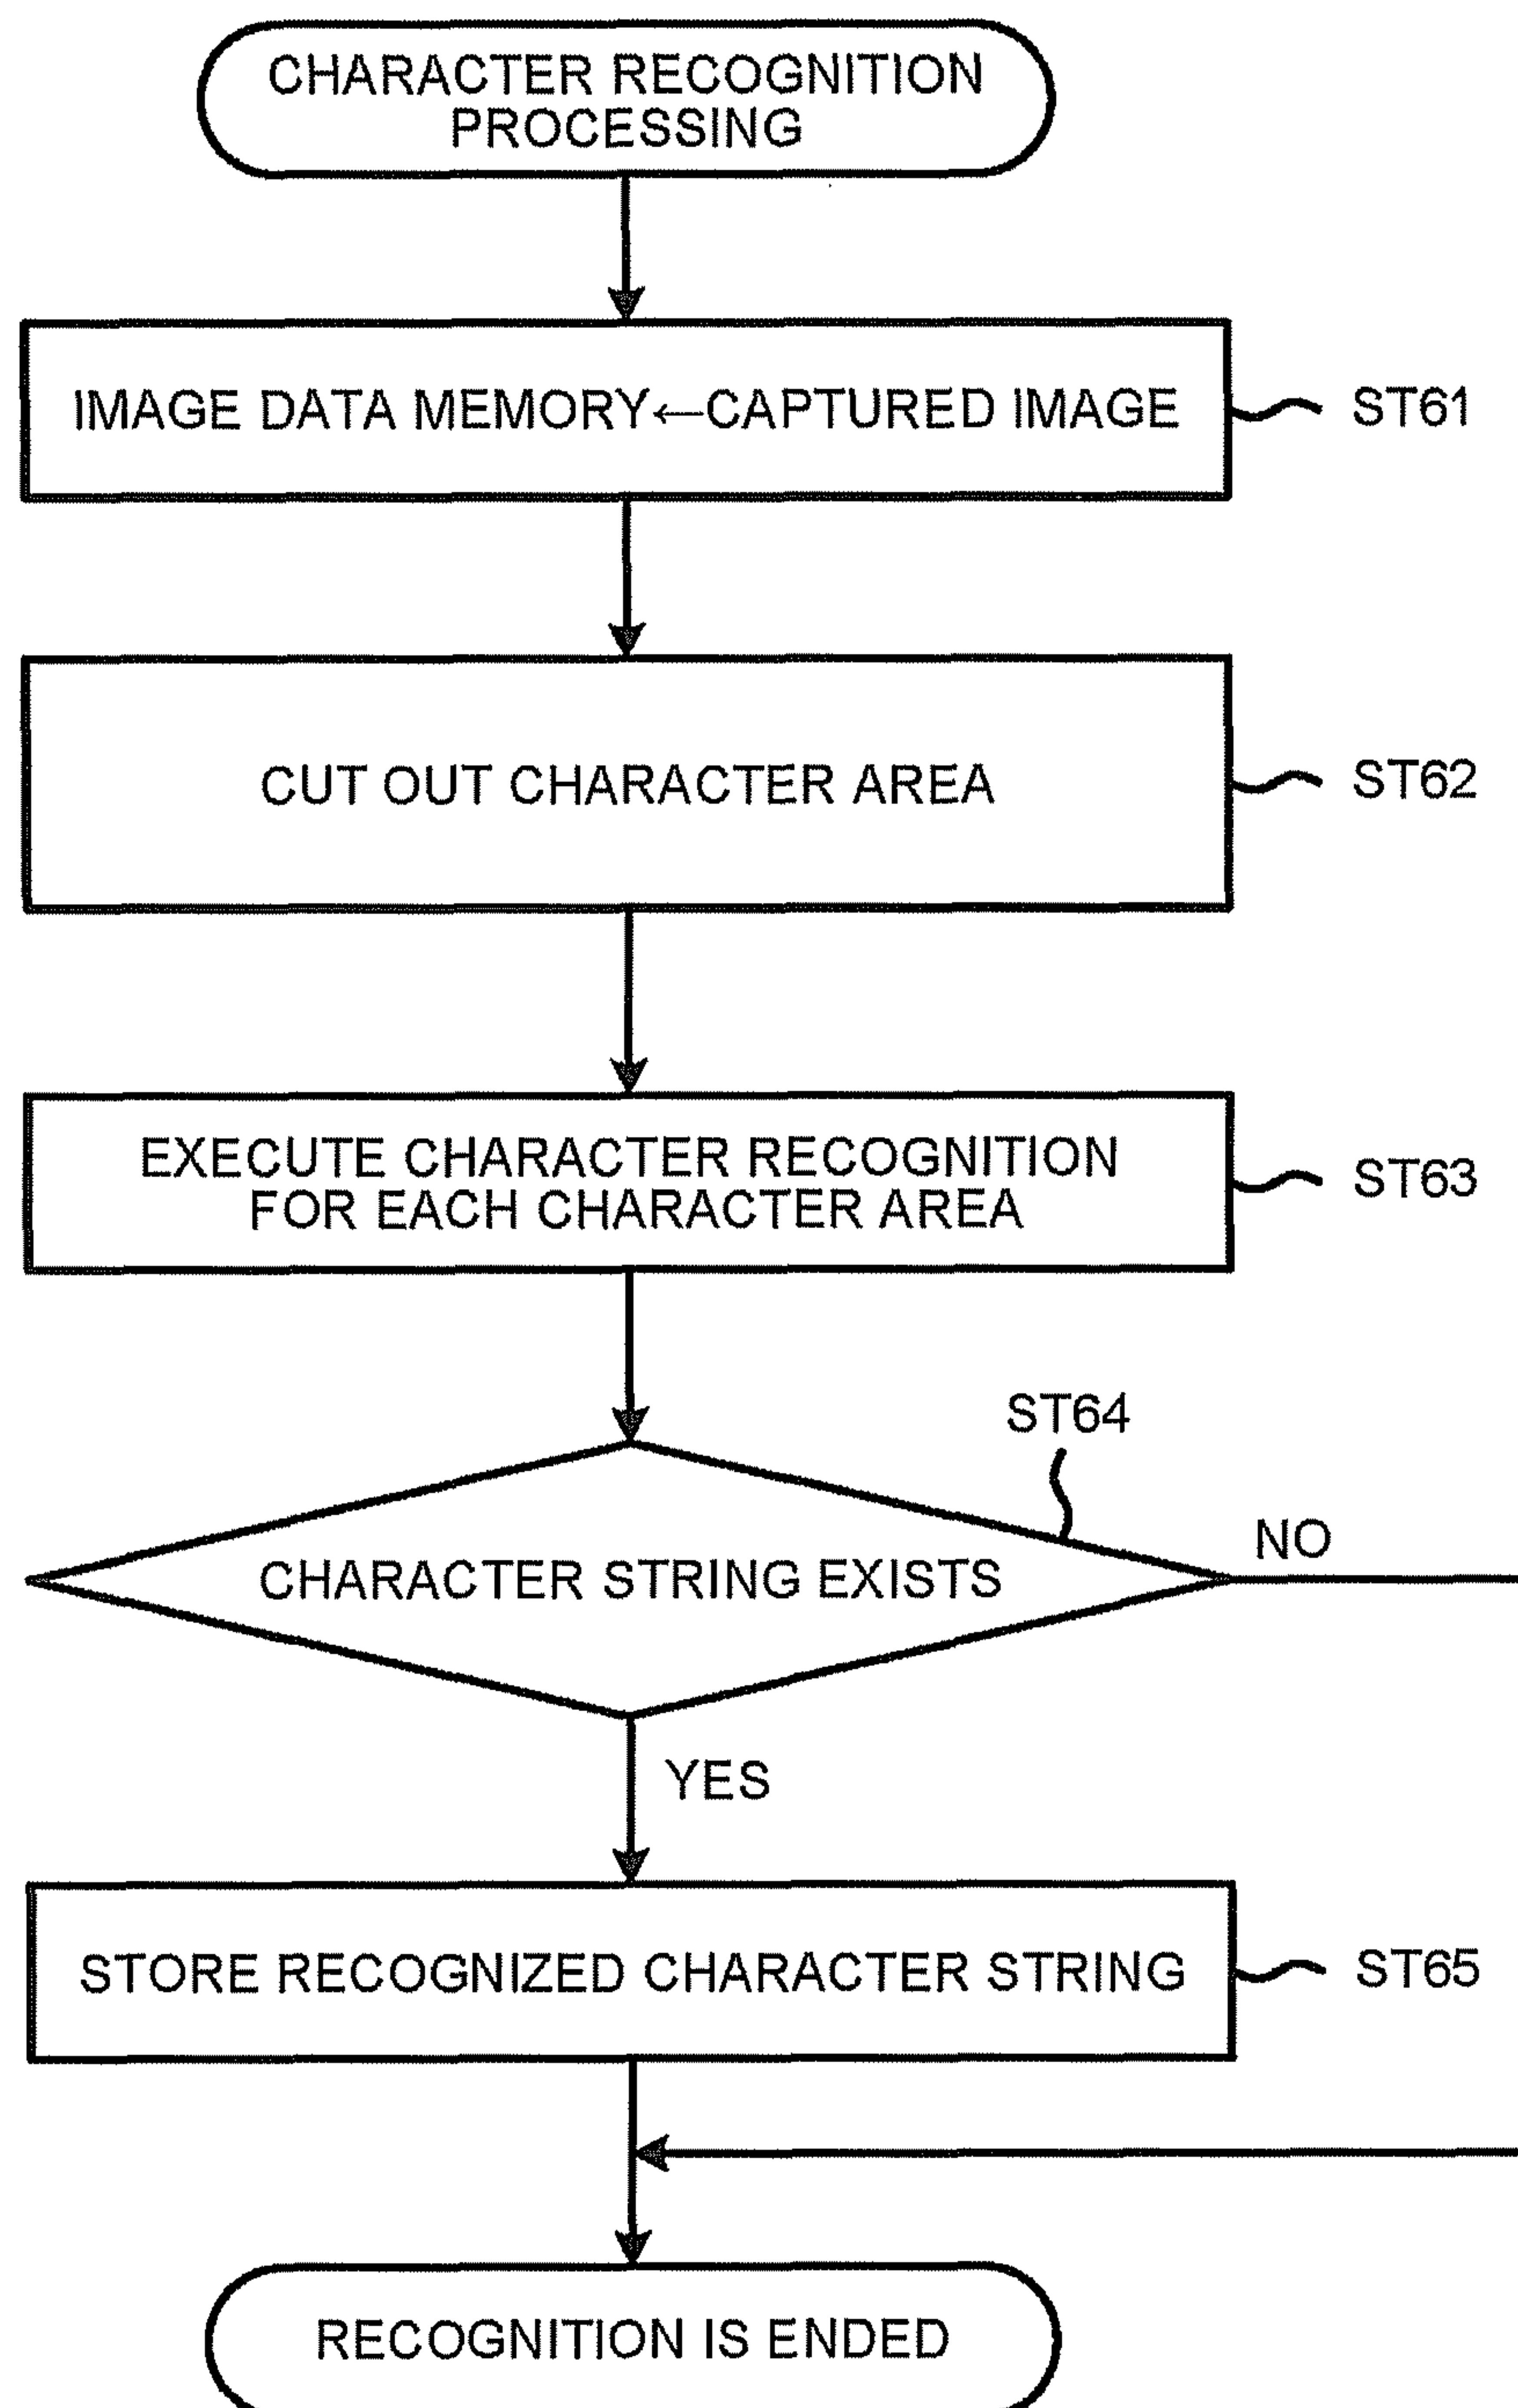 CHARACTER RECOGNITION
PROCESSING
IMAGE DATA MEMORY←CAPTURED IMAGE
ST61
CUT OUT CHARACTER AREA
ST62
EXECUTE CHARACTER RECOGNITION
FOR EACH CHARACTER AREA
ST63
ST64
NO
CHARACTER STRING EXISTS
YES
STORE RECOGNIZED CHARACTER STRING
ST65
RECOGNITION IS ENDED